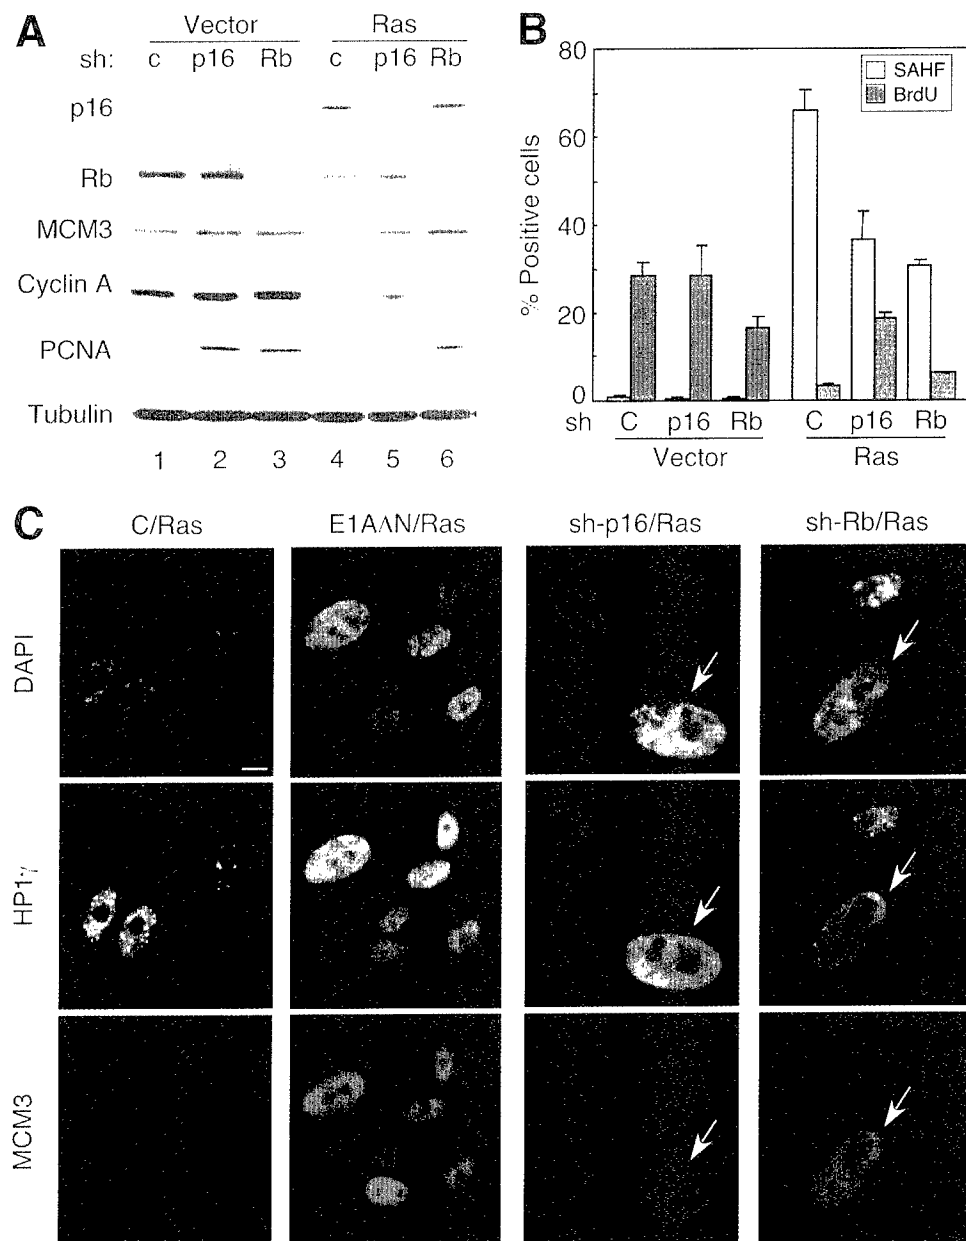 A
Vector Ras
sh: c p16 Rb c p16 Rb
p16
Rb
MCM3
Cyclin A
PCNA
Tubulin
1 2 3 4 5 6
B
80
60
40
20
0
% Positive cells
SAHF
BrdU
sh C p16 Rb C p16 Rb
Vector Ras
C
C/Ras E1AΛN/Ras sh-p16/Ras sh-Rb/Ras
DAPI
HP1γ
MCM3